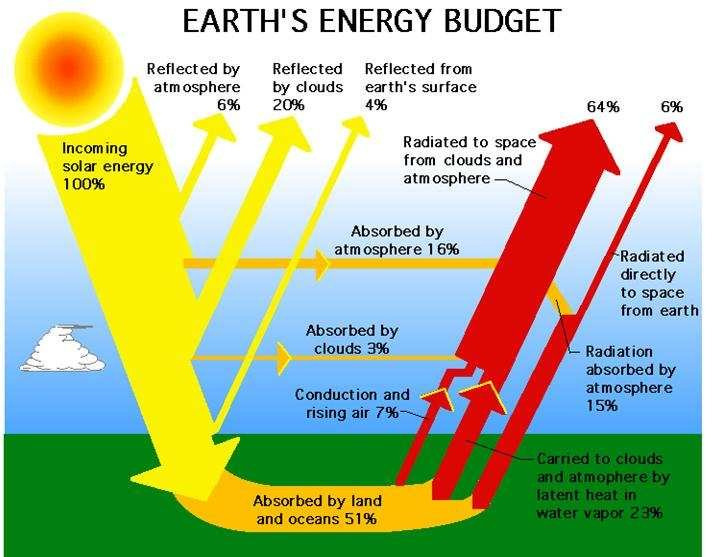 EARTH'S ENERGY BUDGET
Reflected by
atmosphere
6%
Reflected
by clouds
20%
Reflected from
earth's surface
4%
64%
6%
Incoming
solar energy
100%
Radiated to space
from clouds and
atmosphere
Absorbed by
atmosphere 16%
Radiated
directly
to space
from earth
Absorbed by
clouds 3%
Radiation
absorbed by
atmosphere
15%
Conduction and
rising air 7%
Carried to clouds
and atmophere by
latent heat in
water vapor 23%
Absorbed by land
and oceans 51%